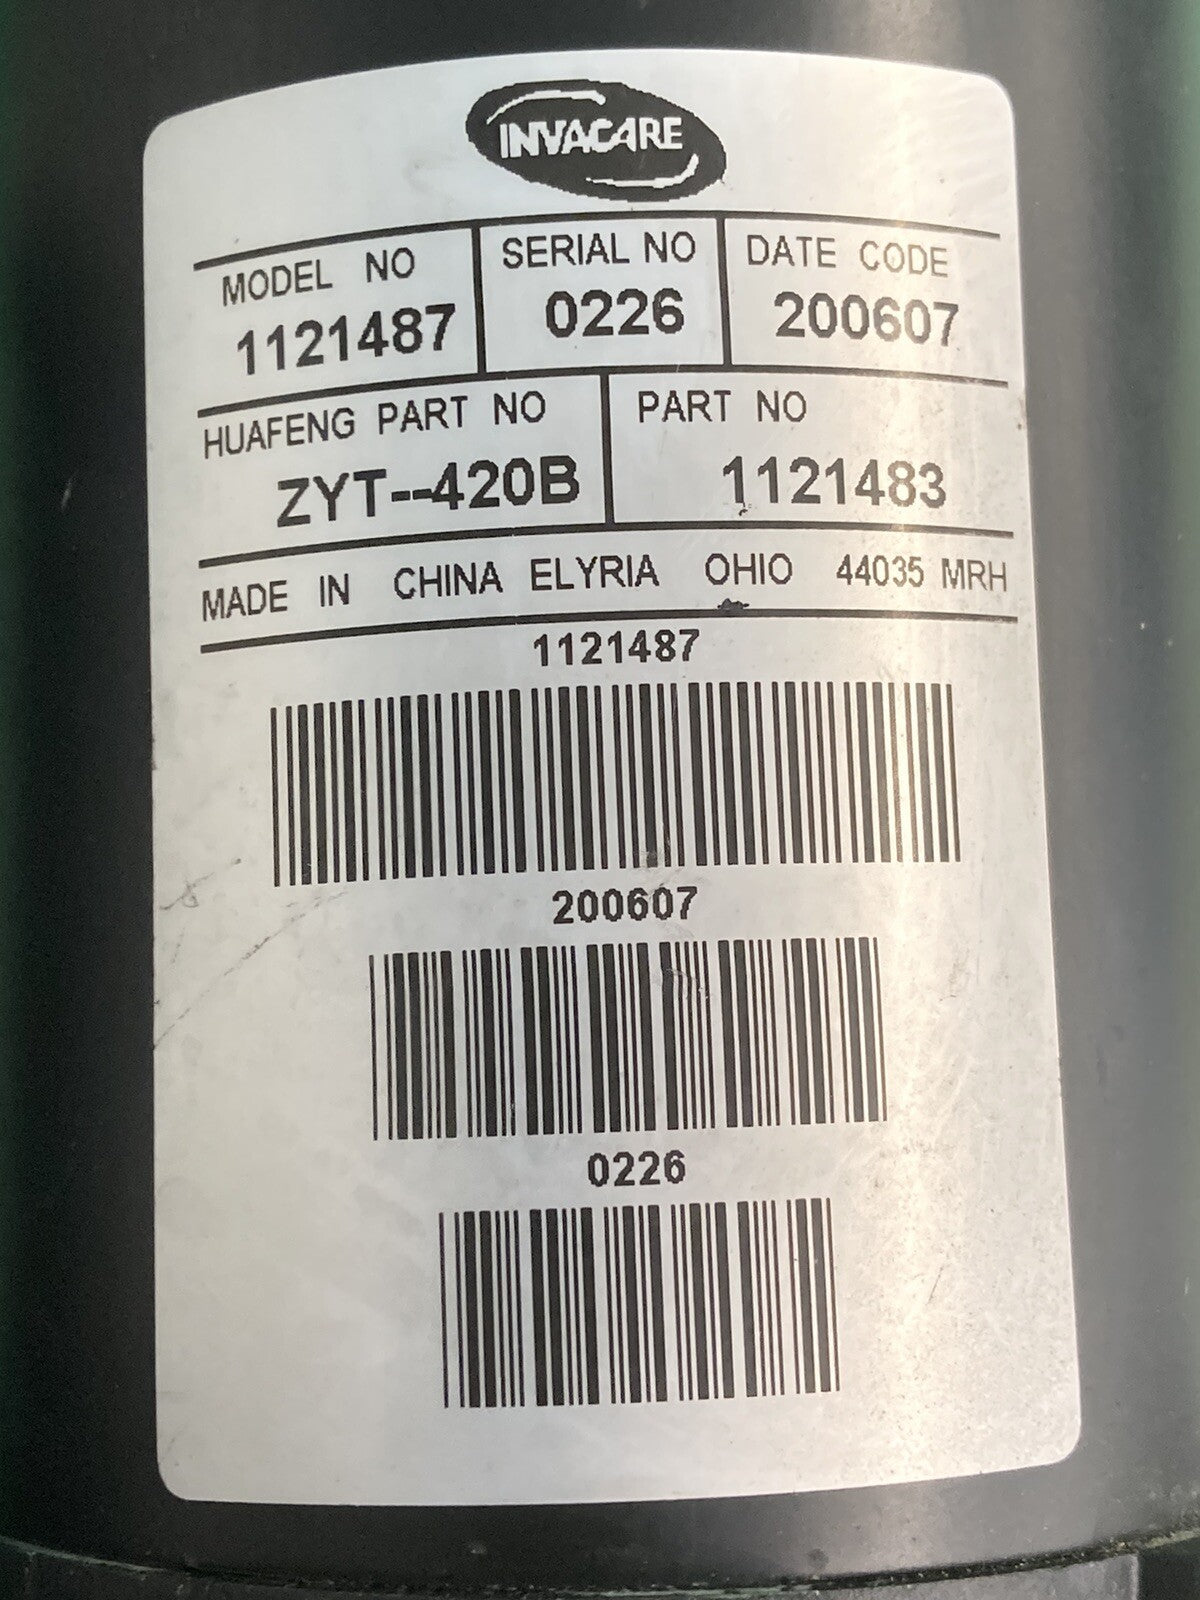 INVACARE
MODEL NO
1121487
SERIAL NO
0226
DATE CODE
200607
HUAFENG PART NO
ZYT--420B
PART NO
1121483
MADE IN CHINA ELYRIA OHIO 44035 MRH
1121487
200607
0226